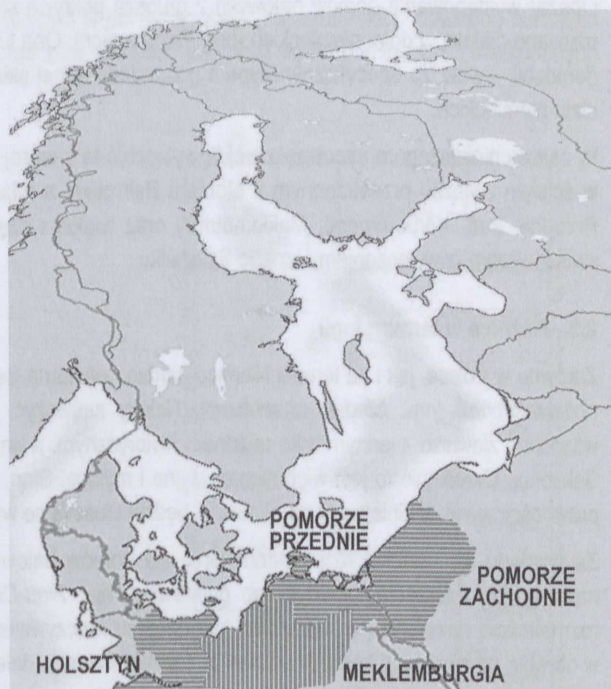 POMORZE
PRZEDNIE
POMORZE
ZACHODNIE
HOLSZTYN
MEKLEMBURGIA